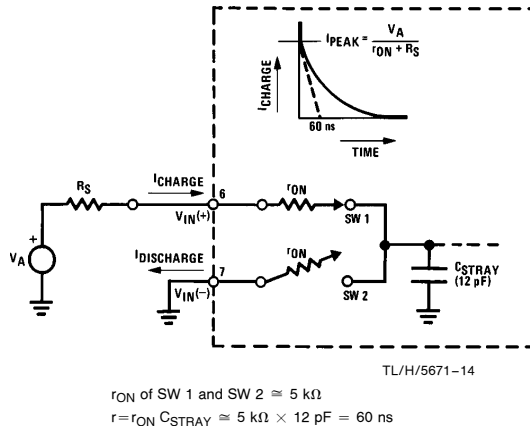 IPEAK = VA / rON + RS
ICHARGE
60 ns
TIME
RS
ICHARGE
6
rON
SW 1
VIN(+)
VA
+
IDISCHARGE
7
rON
VIN(−)
SW 2
CSTRAY
(12 pF)
TL/H/5671–14
rON of SW 1 and SW 2 ≃ 5 kΩ
r=rON CSTRAY ≃ 5 kΩ × 12 pF = 60 ns